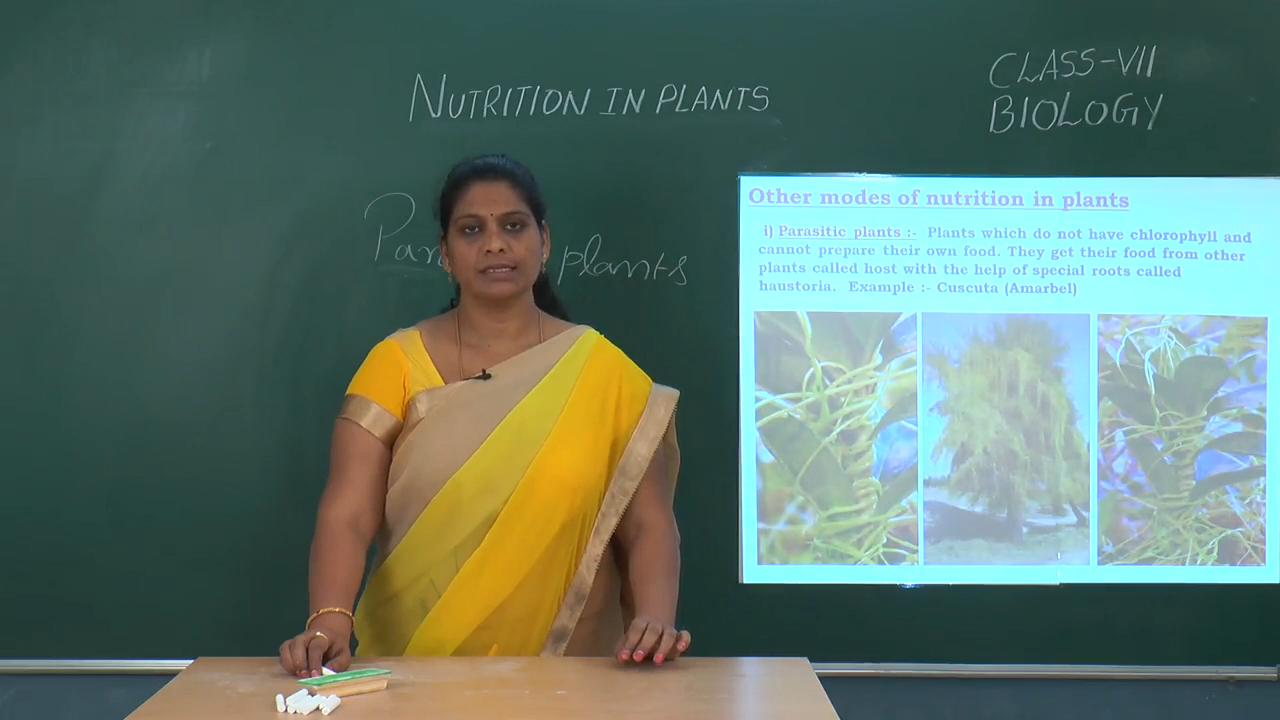 NUTRITION IN PLANTS
CLASS-VII
BIOLOGY
plants
Other modes of nutrition in plants
i) Parasitic plants :- Plants which do not have chlorophyll and
cannot prepare their own food. They get their food from other
plants called host with the help of special roots called
haustoria. Example :- Cuscuta (Amarbel)